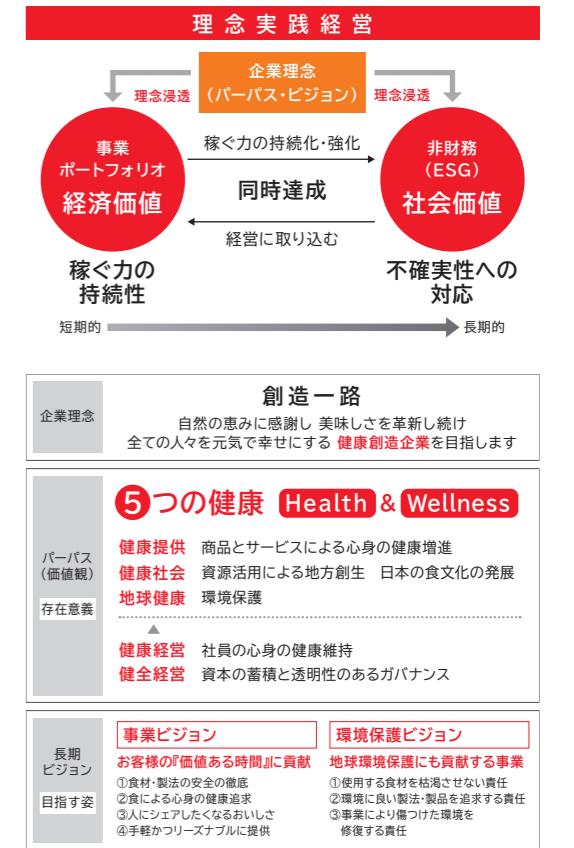 理念実践経営
企業理念
（パーパス・ビジョン）
理念浸透
理念浸透
事業
ポートフォリオ
経済価値
稼ぐ力の持続化・強化
同時達成
経営に取り込む
非財務
（ESG）
社会価値
稼ぐ力の
持続性
不確実性への
対応
短期的
長期的
企業理念
創造一路
自然の恵みに感謝し 美味しさを革新し続け
全ての人々を元気で幸せにする 健康創造企業を目指します
パーパス
（価値観）
存在意義
5つの健康 Health & Wellness
健康提供 商品とサービスによる心身の健康増進
健康社会 資源活用による地方創生 日本の食文化の発展
地球健康 環境保護
健康経営 社員の心身の健康維持
健全経営 資本の蓄積と透明性のあるガバナンス
長期
ビジョン
目指す姿
事業ビジョン
お客様の『価値ある時間』に貢献
①食材・製法の安全の徹底
②食による心身の健康追求
③人にシェアしたくなるおいしさ
④手軽かつリーズナブルに提供
環境保護ビジョン
地球環境保護にも貢献する事業
①使用する食材を枯渇させない責任
②環境に良い製法・製品を追求する責任
③事業により傷つけた環境を
修復する責任